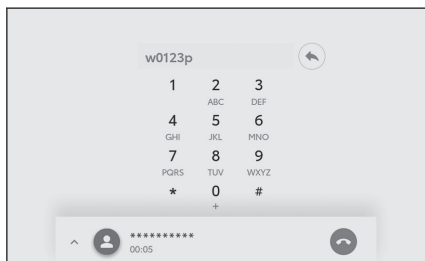 w0123p
1 2 3
ABC DEF
4 5 6
GHI JKL MNO
7 8 9
PQRS TUV WXYZ
* 0 #
+
**********
00:05